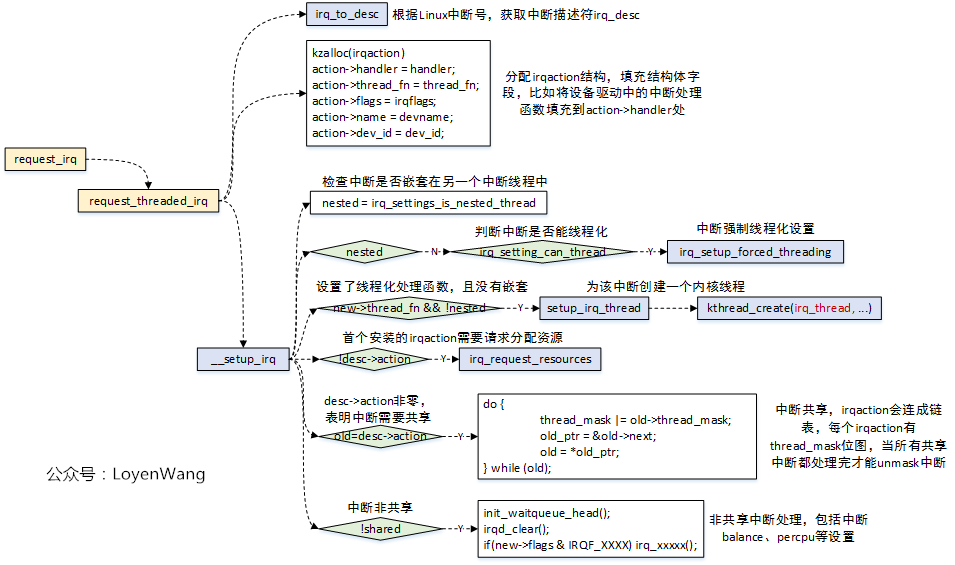 irq_to_desc
根据Linux中断号，获取中断描述符irq_desc
kzalloc(irqaction)
action->handler = handler;
action->thread_fn = thread_fn;
action->flags = irqflags;
action->name = devname;
action->dev_id = dev_id;
分配irqaction结构，填充结构体字
段，比如将设备驱动中的中断处理
函数填充到action->handler处
request_irq
request_threaded_irq
检查中断是否嵌套在另一个中断线程中
nested = irq_settings_is_nested_thread
判断中断是否能线程化
中断强制线程化设置
nested
N
irq_setting_can_thread
Y
irq_setup_forced_threading
设置了线程化处理函数，且没有嵌套
为该中断创建一个内核线程
new->thread_fn && !nested
Y
setup_irq_thread
kthread_create(irq_thread, ...)
首个安装的irqaction需要请求分配资源
__setup_irq
!desc->action
Y
irq_request_resources
desc->action非零，
表明中断需要共享
old=desc->action
Y
do {
thread_mask |= old->thread_mask;
old_ptr = &old->next;
old = *old_ptr;
} while (old);
中断共享，irqaction会连成链
表，每个irqaction有
thread_mask位图，当所有共享
中断都处理完才能unmask中断
公众号：LoyenWang
中断非共享
!shared
Y
init_waitqueue_head();
irqd_clear();
if(new->flags & IRQF_XXXX) irq_xxxxx();
非共享中断处理，包括中断
balance、percpu等设置